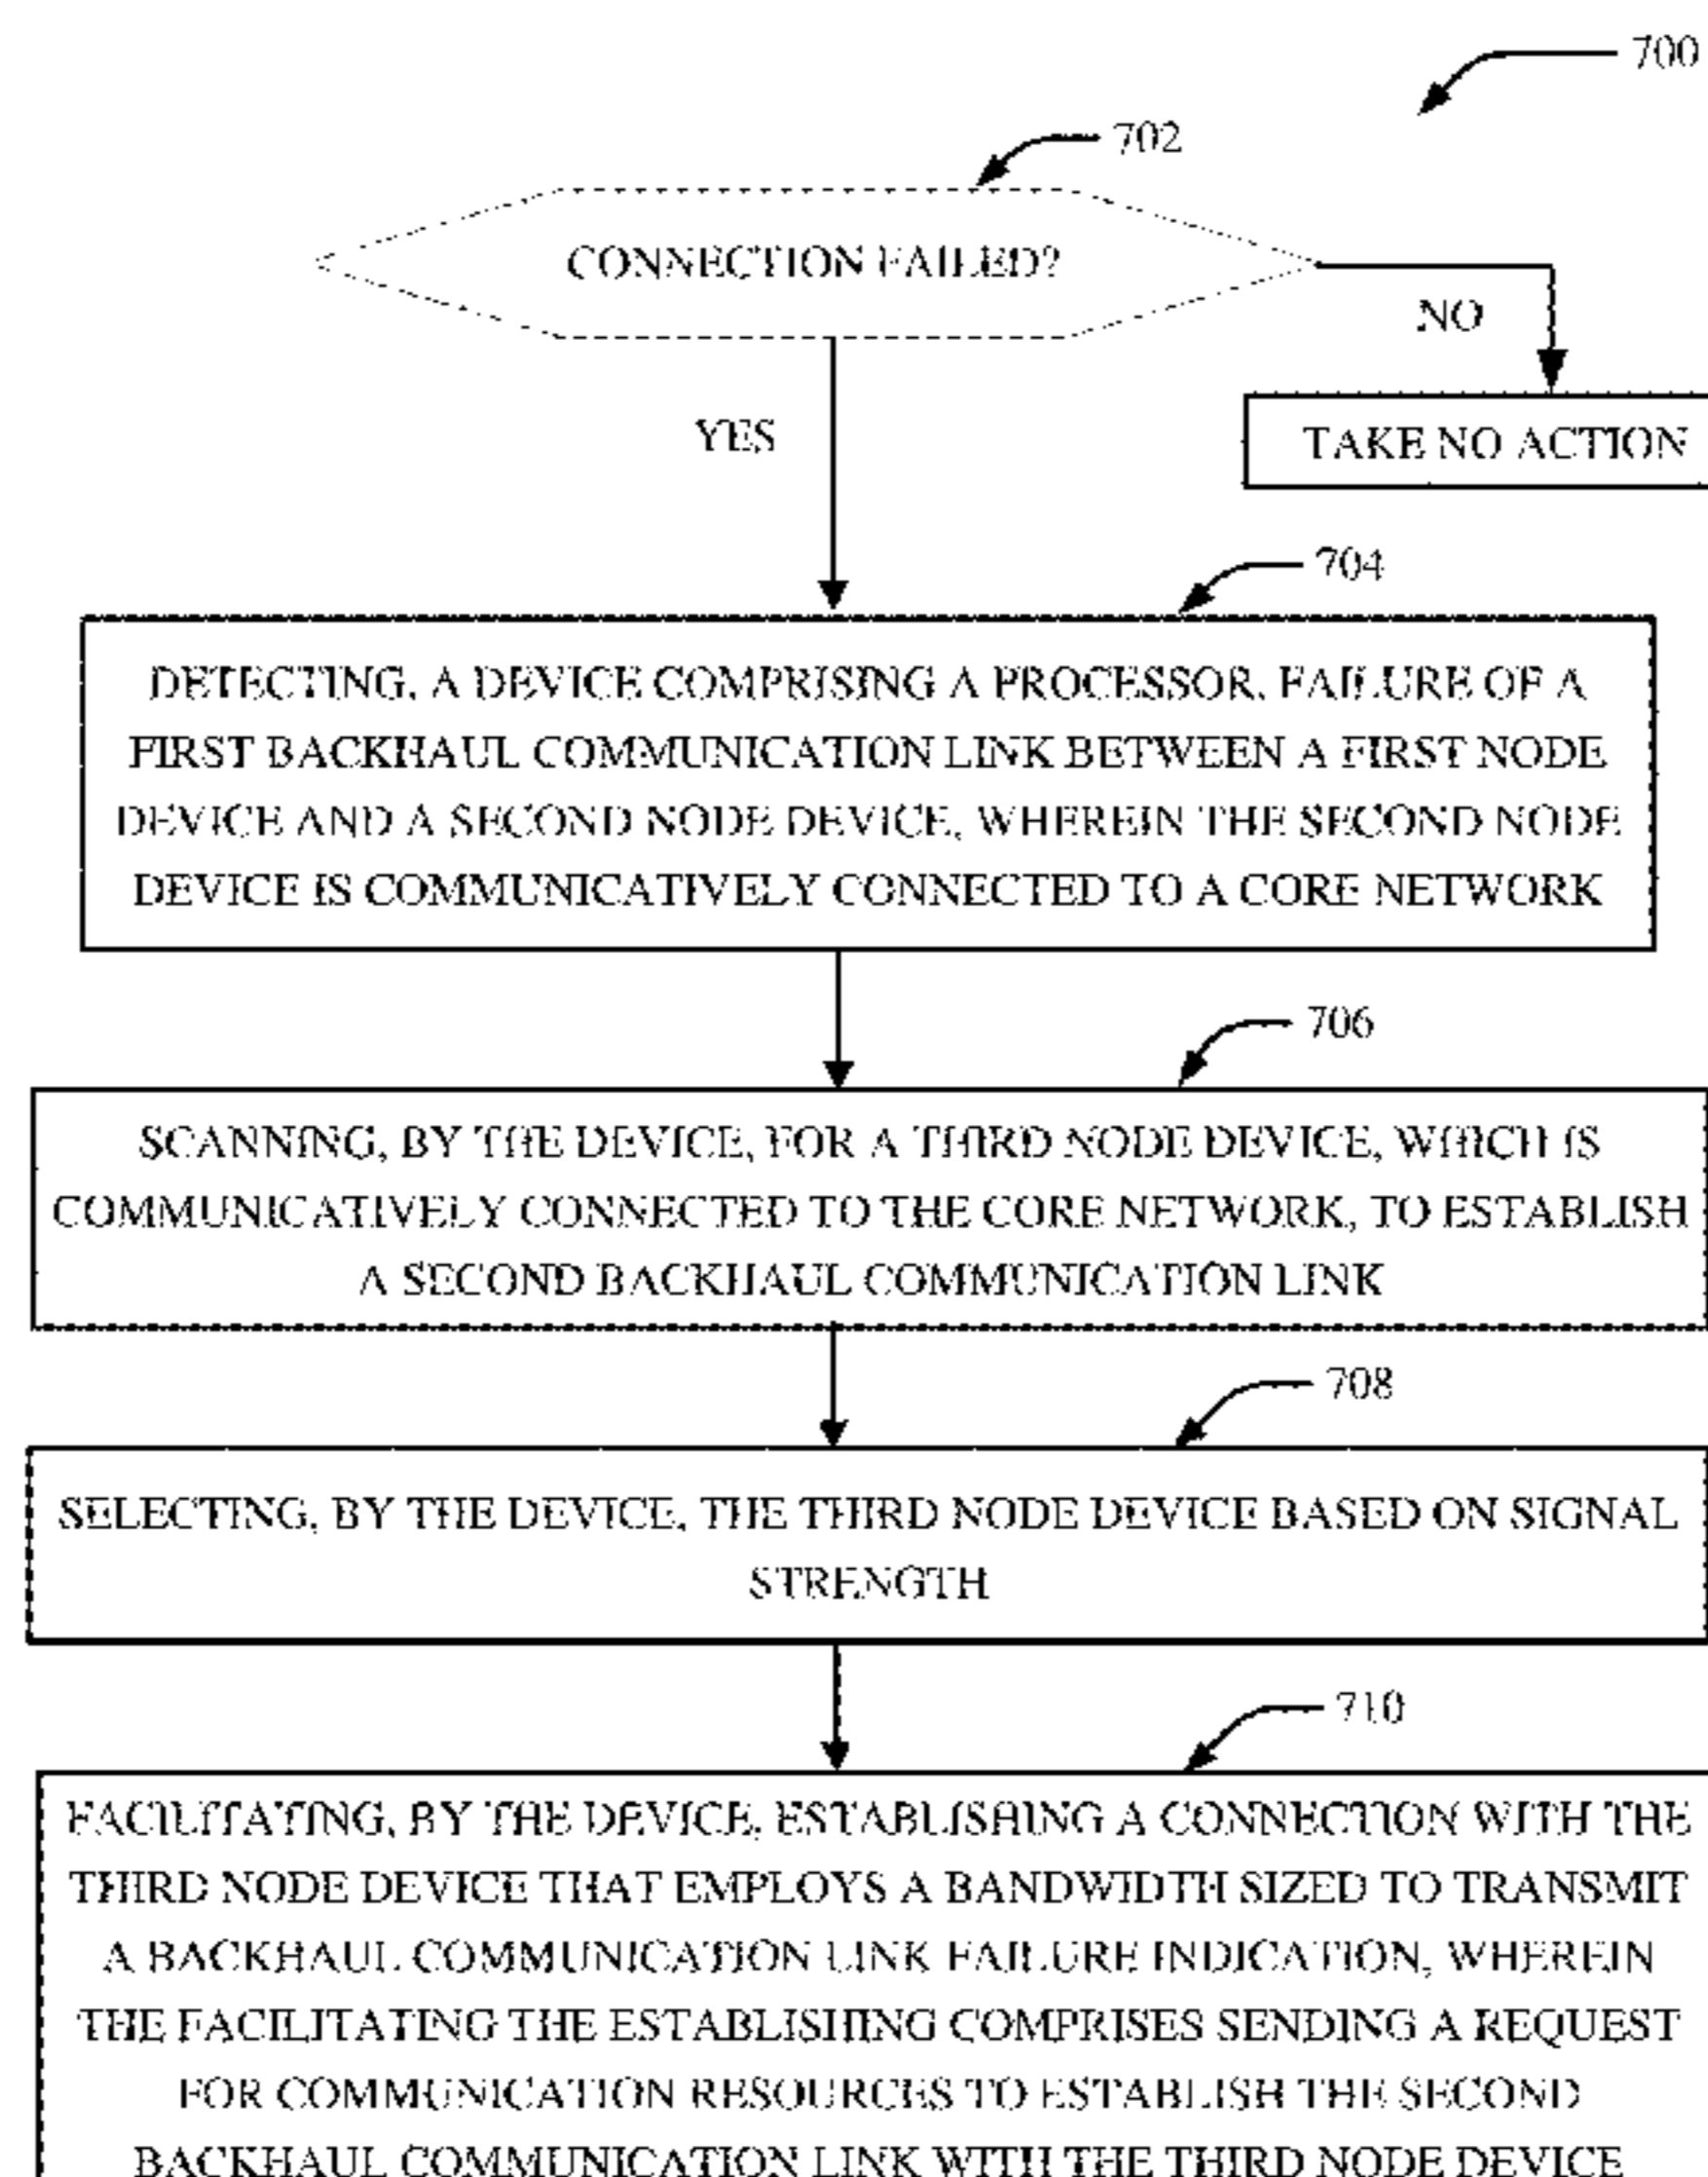 700
702
CONNECTION FAILED?
NO
YES
TAKE NO ACTION
704
DETECTING, A DEVICE COMPRISING A PROCESSOR, FAILURE OF A
FIRST BACKHAUL COMMUNICATION LINK BETWEEN A FIRST NODE
DEVICE AND A SECOND NODE DEVICE, WHEREIN THE SECOND NODE
DEVICE IS COMMUNICATIVELY CONNECTED TO A CORE NETWORK
706
SCANNING, BY THE DEVICE, FOR A THIRD NODE DEVICE, WHICH IS
COMMUNICATIVELY CONNECTED TO THE CORE NETWORK, TO ESTABLISH
A SECOND BACKHAUL COMMUNICATION LINK
708
SELECTING, BY THE DEVICE, THE THIRD NODE DEVICE BASED ON SIGNAL
STRENGTH
710
FACILITATING, BY THE DEVICE, ESTABLISHING A CONNECTION WITH THE
THIRD NODE DEVICE THAT EMPLOYS A BANDWIDTH SIZED TO TRANSMIT
A BACKHAUL COMMUNICATION LINK FAILURE INDICATION, WHEREIN
THE FACILITATING THE ESTABLISHING COMPRISES SENDING A REQUEST
FOR COMMUNICATION RESOURCES TO ESTABLISH THE SECOND
BACKHAUL COMMUNICATION LINK WITH THE THIRD NODE DEVICE